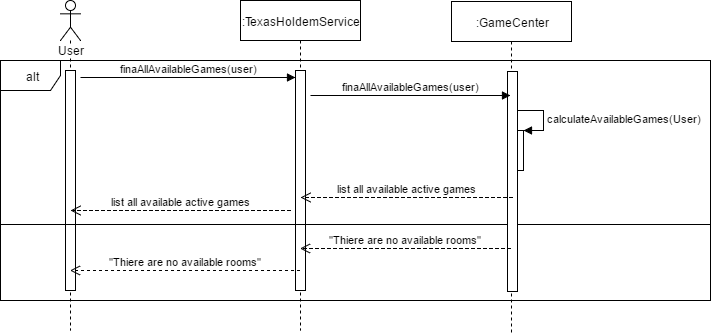 :TexasHoldemService
:GameCenter
User
alt
finaAllAvailableGames(user)
finaAllAvailableGames(user)
calculateAvailableGames(User)
list all available active games
list all available active games
"Thiere are no available rooms"
"Thiere are no available rooms"